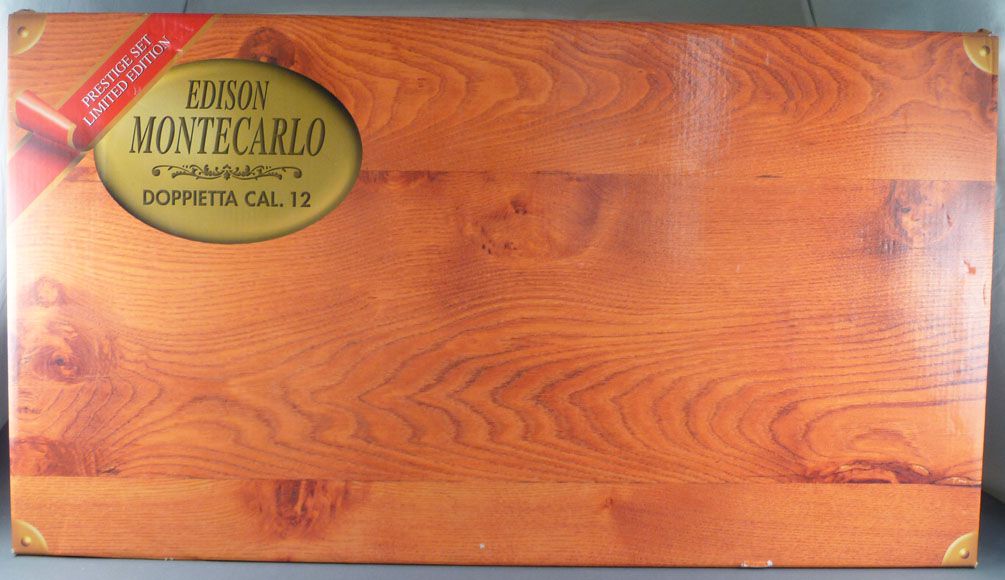 PRESTIGE SET
LIMITED EDITION
EDISON
MONTECARLO
DOPPIETTA CAL. 12